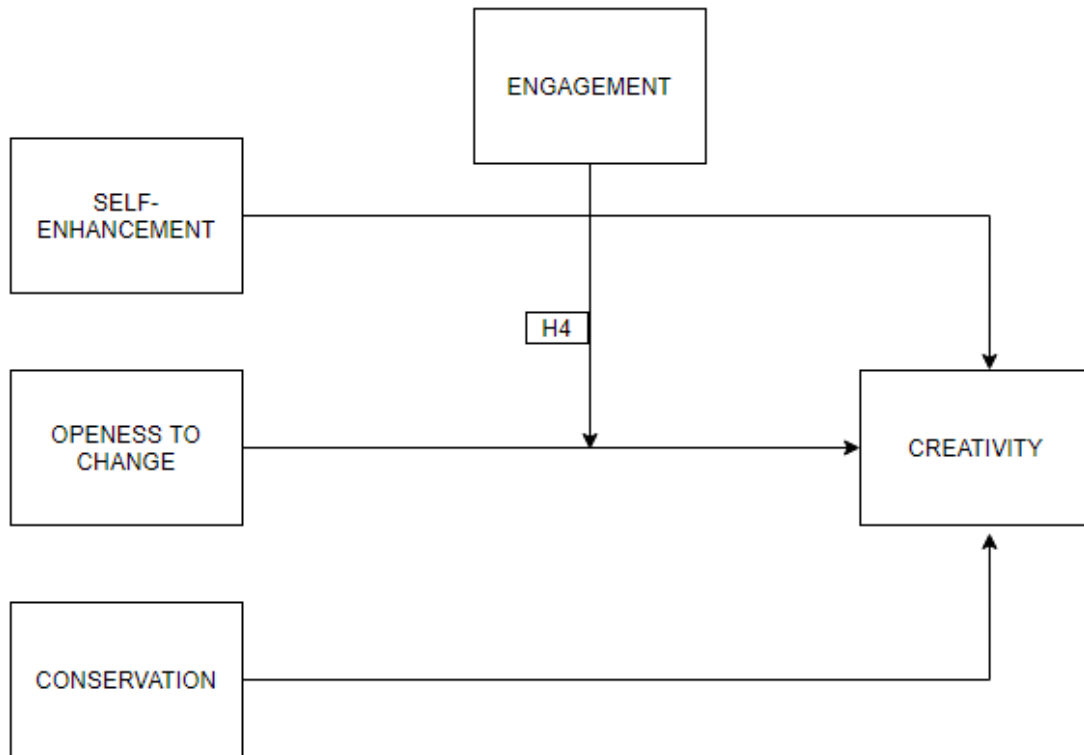 ENGAGEMENT
SELF-
ENHANCEMENT
H4
OPENESS TO
CHANGE
CREATIVITY
CONSERVATION